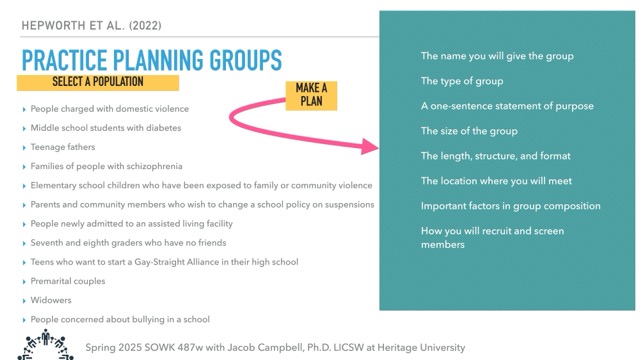 HEPWORTH ET AL. (2022)
PRACTICE PLANNING GROUPS
SELECT A POPULATION
People charged with domestic violence
Middle school students with diabetes
Teenage fathers
Families of people with schizophrenia
Elementary school children who have been exposed to family or community violence
Parents and community members who wish to change a school policy on suspensions
People newly admitted to an assisted living facility
Seventh and eighth graders who have no friends
Teens who want to start a Gay-Straight Alliance in their high school
Premarital couples
Widowers
People concerned about bullying in a school
MAKE A
PLAN
The name you will give the group
The type of group
A one-sentence statement of purpose
The size of the group
The length, structure, and format
The location where you will meet
Important factors in group composition
How you will recruit and screen
members
Spring 2025 SOWK 487w with Jacob Campbell, Ph.D. LICSW at Heritage University